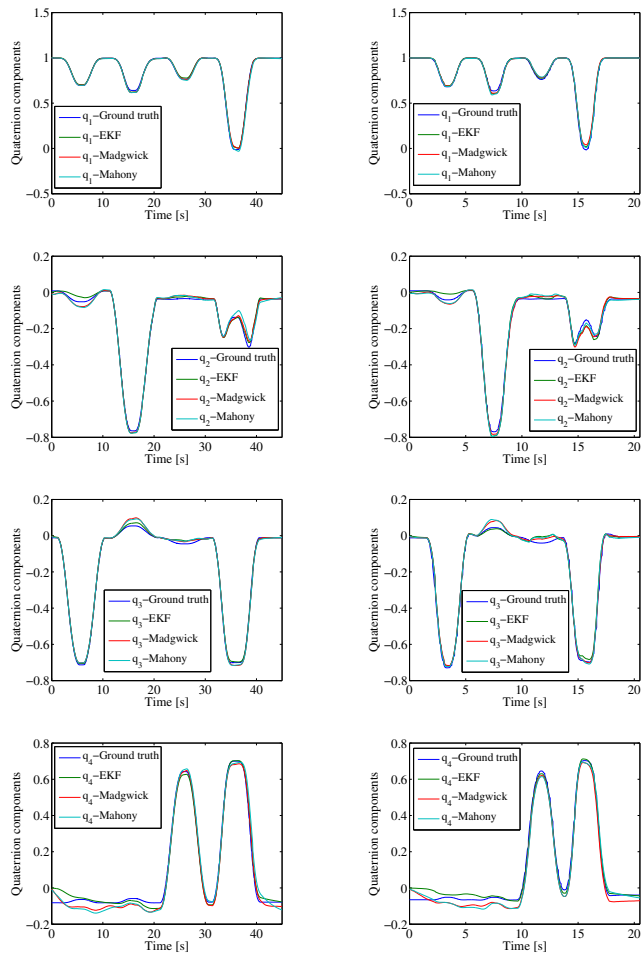 1.5
1
0.5
0
−0.5
0 10 20 30 40
Time [s]
Quaternion components
q1−Ground truth
q1−EKF
q1−Madgwick
q1−Mahony
1.5
1
0.5
0
−0.5
0 5 10 15 20
Time [s]
Quaternion components
q1−Ground truth
q1−EKF
q1−Madgwick
q1−Mahony
0.2
0
−0.2
−0.4
−0.6
−0.8
0 10 20 30 40
Time [s]
Quaternion components
q2−Ground truth
q2−EKF
q2−Madgwick
q2−Mahony
0.2
0
−0.2
−0.4
−0.6
−0.8
0 5 10 15 20
Time [s]
Quaternion components
q2−Ground truth
q2−EKF
q2−Madgwick
q2−Mahony
0.2
0
−0.2
−0.4
−0.6
−0.8
0 10 20 30 40
Time [s]
Quaternion components
q3−Ground truth
q3−EKF
q3−Madgwick
q3−Mahony
0.2
0
−0.2
−0.4
−0.6
−0.8
0 5 10 15 20
Time [s]
Quaternion components
q3−Ground truth
q3−EKF
q3−Madgwick
q3−Mahony
0.8
0.6
0.4
0.2
0
−0.2
0 10 20 30 40
Time [s]
Quaternion components
q4−Ground truth
q4−EKF
q4−Madgwick
q4−Mahony
0.8
0.6
0.4
0.2
0
−0.2
0 5 10 15 20
Time [s]
Quaternion components
q4−Ground truth
q4−EKF
q4−Madgwick
q4−Mahony